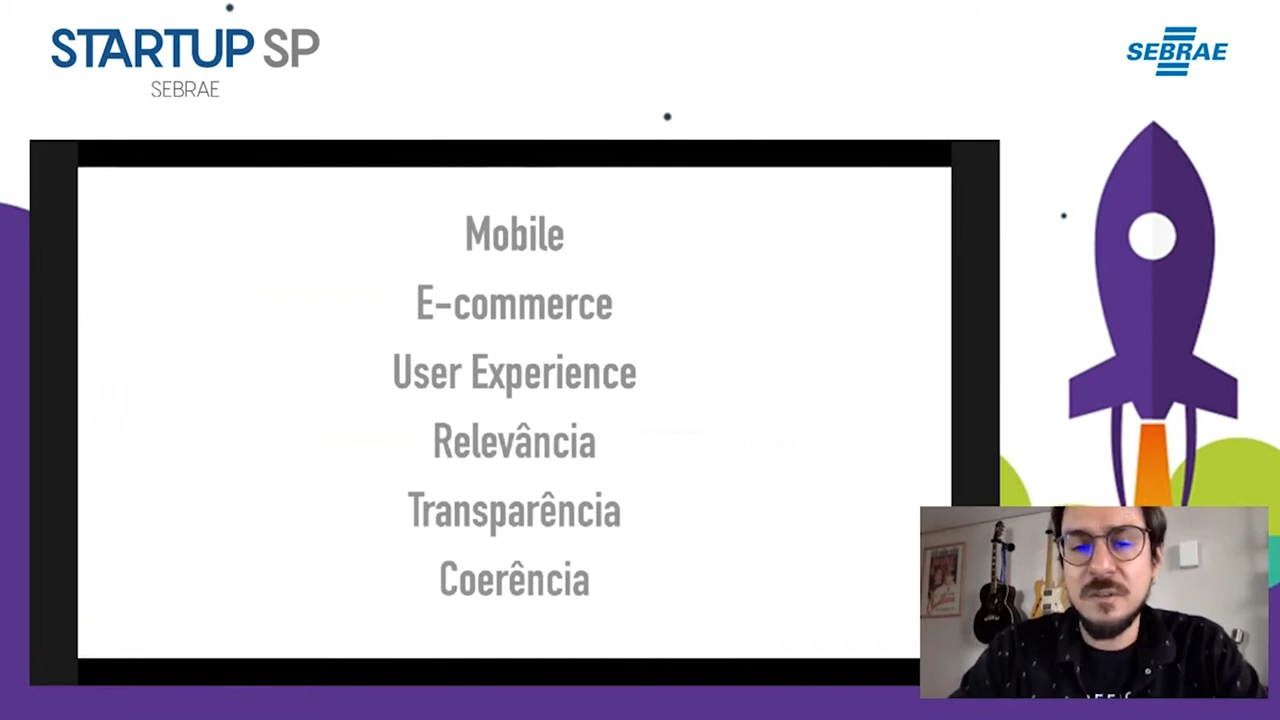 STARTUP SP
SEBRAE
SEBRAE
Mobile
E-commerce
User Experience
Relevância
Transparência
Coerência